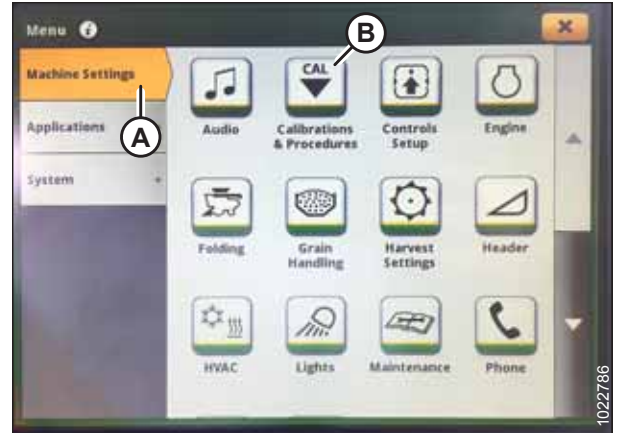 Menu i
B
Machine Settings
A
Applications
System
CAL
Audio
Calibrations
& Procedures
Controls
Setup
Engine
Folding
Grain
Handling
Harvest
Settings
Header
HVAC
Lights
Maintenance
Phone
1022786